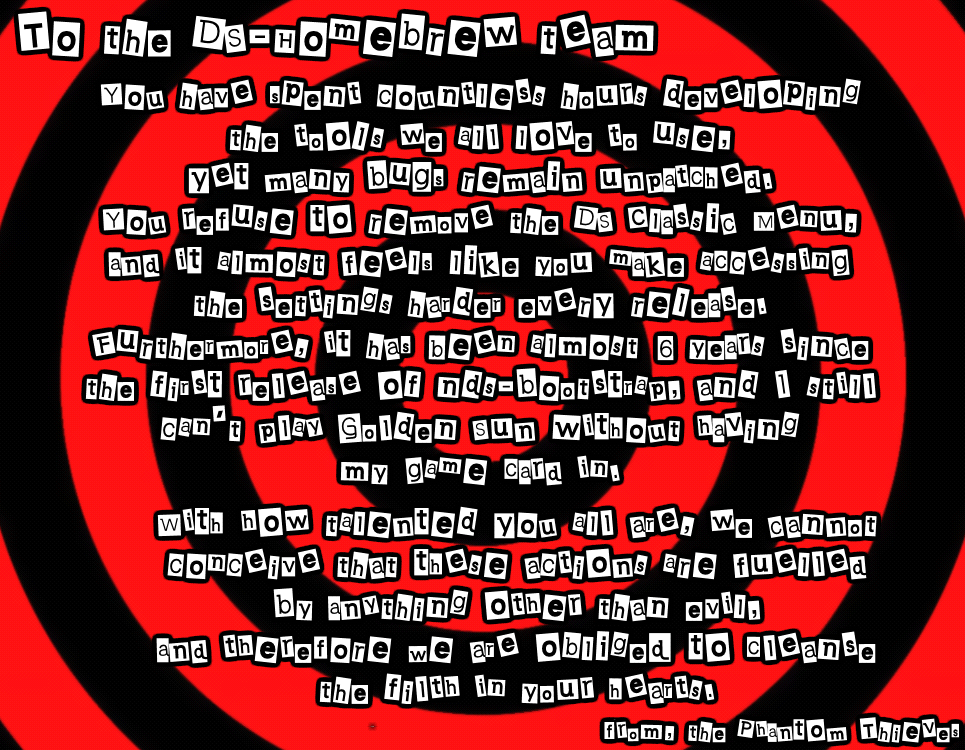 To the DS-Homebrew team
You have spent countless hours developing
the tools we all love to use,
yet many bugs remain unpatched.
You refuse to remove the DS Classic Menu,
and it almost feels like you make accessing
the settings harder every release.
Furthermore, it has been almost 6 years since
the first release of nds-bootstrap, and I still
can't play Golden Sun without having
my game card in.
With how talented you all are, we cannot
conceive that these actions are fuelled
by anything other than evil,
and therefore we are obliged to cleanse
the filth in your hearts.
from, the Phantom Thieves